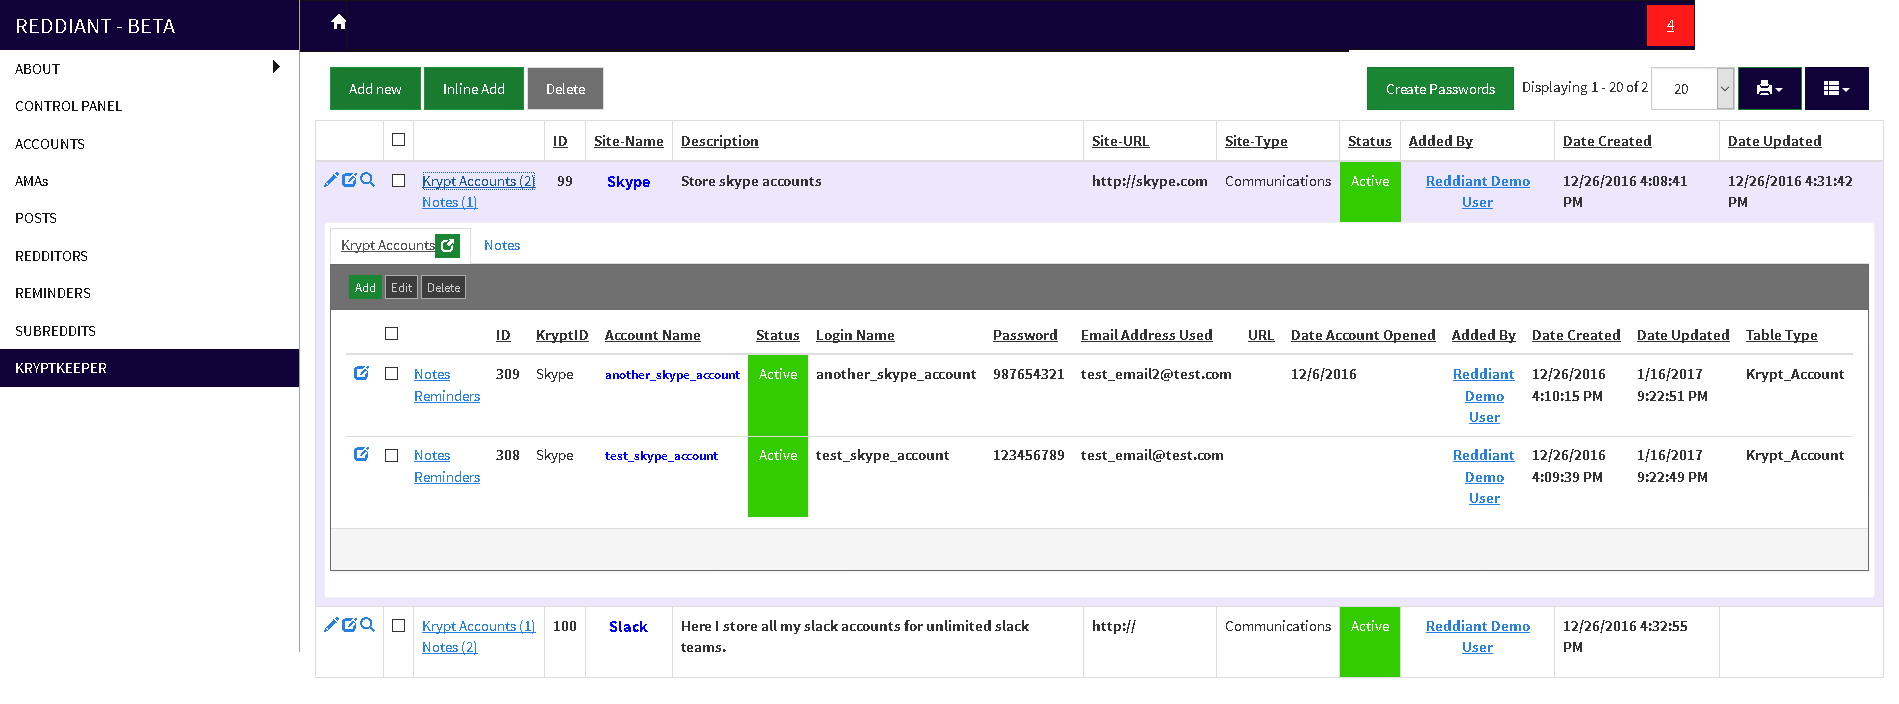 REDDIANT - BETA
4
ABOUT
CONTROL PANEL
ACCOUNTS
AMAs
POSTS
REDDITORS
REMINDERS
SUBREDDITS
KRYPTKEEPER
Add new Inline Add Delete Create Passwords Displaying 1 - 20 of 2 20
ID Site-Name Description Site-URL Site-Type Status Added By Date Created Date Updated
Krypt Accounts (2) 99 Skype Store skype accounts http://skype.com Communications Active Reddiant Demo 12/26/2016 4:08:41 12/26/2016 4:31:42
Notes (1) User PM PM
Krypt Accounts Notes
Add Edit Delete
ID KryptID Account Name Status Login Name Password Email Address Used URL Date Account Opened Added By Date Created Date Updated Table Type
Notes 309 Skype another_skype_account Active another_skype_account 987654321 test_email2@test.com 12/6/2016 Reddiant 12/26/2016 1/16/2017 Krypt_Account
Reminders Demo 4:10:15 PM 9:22:51 PM
User
Notes 308 Skype test_skype_account Active test_skype_account 123456789 test_email@test.com Reddiant 12/26/2016 1/16/2017 Krypt_Account
Reminders Demo 4:09:39 PM 9:22:49 PM
User
Krypt Accounts (1) 100 Slack Here I store all my slack accounts for unlimited slack http:// Communications Active Reddiant Demo 12/26/2016 4:32:55
Notes (2) teams. User PM